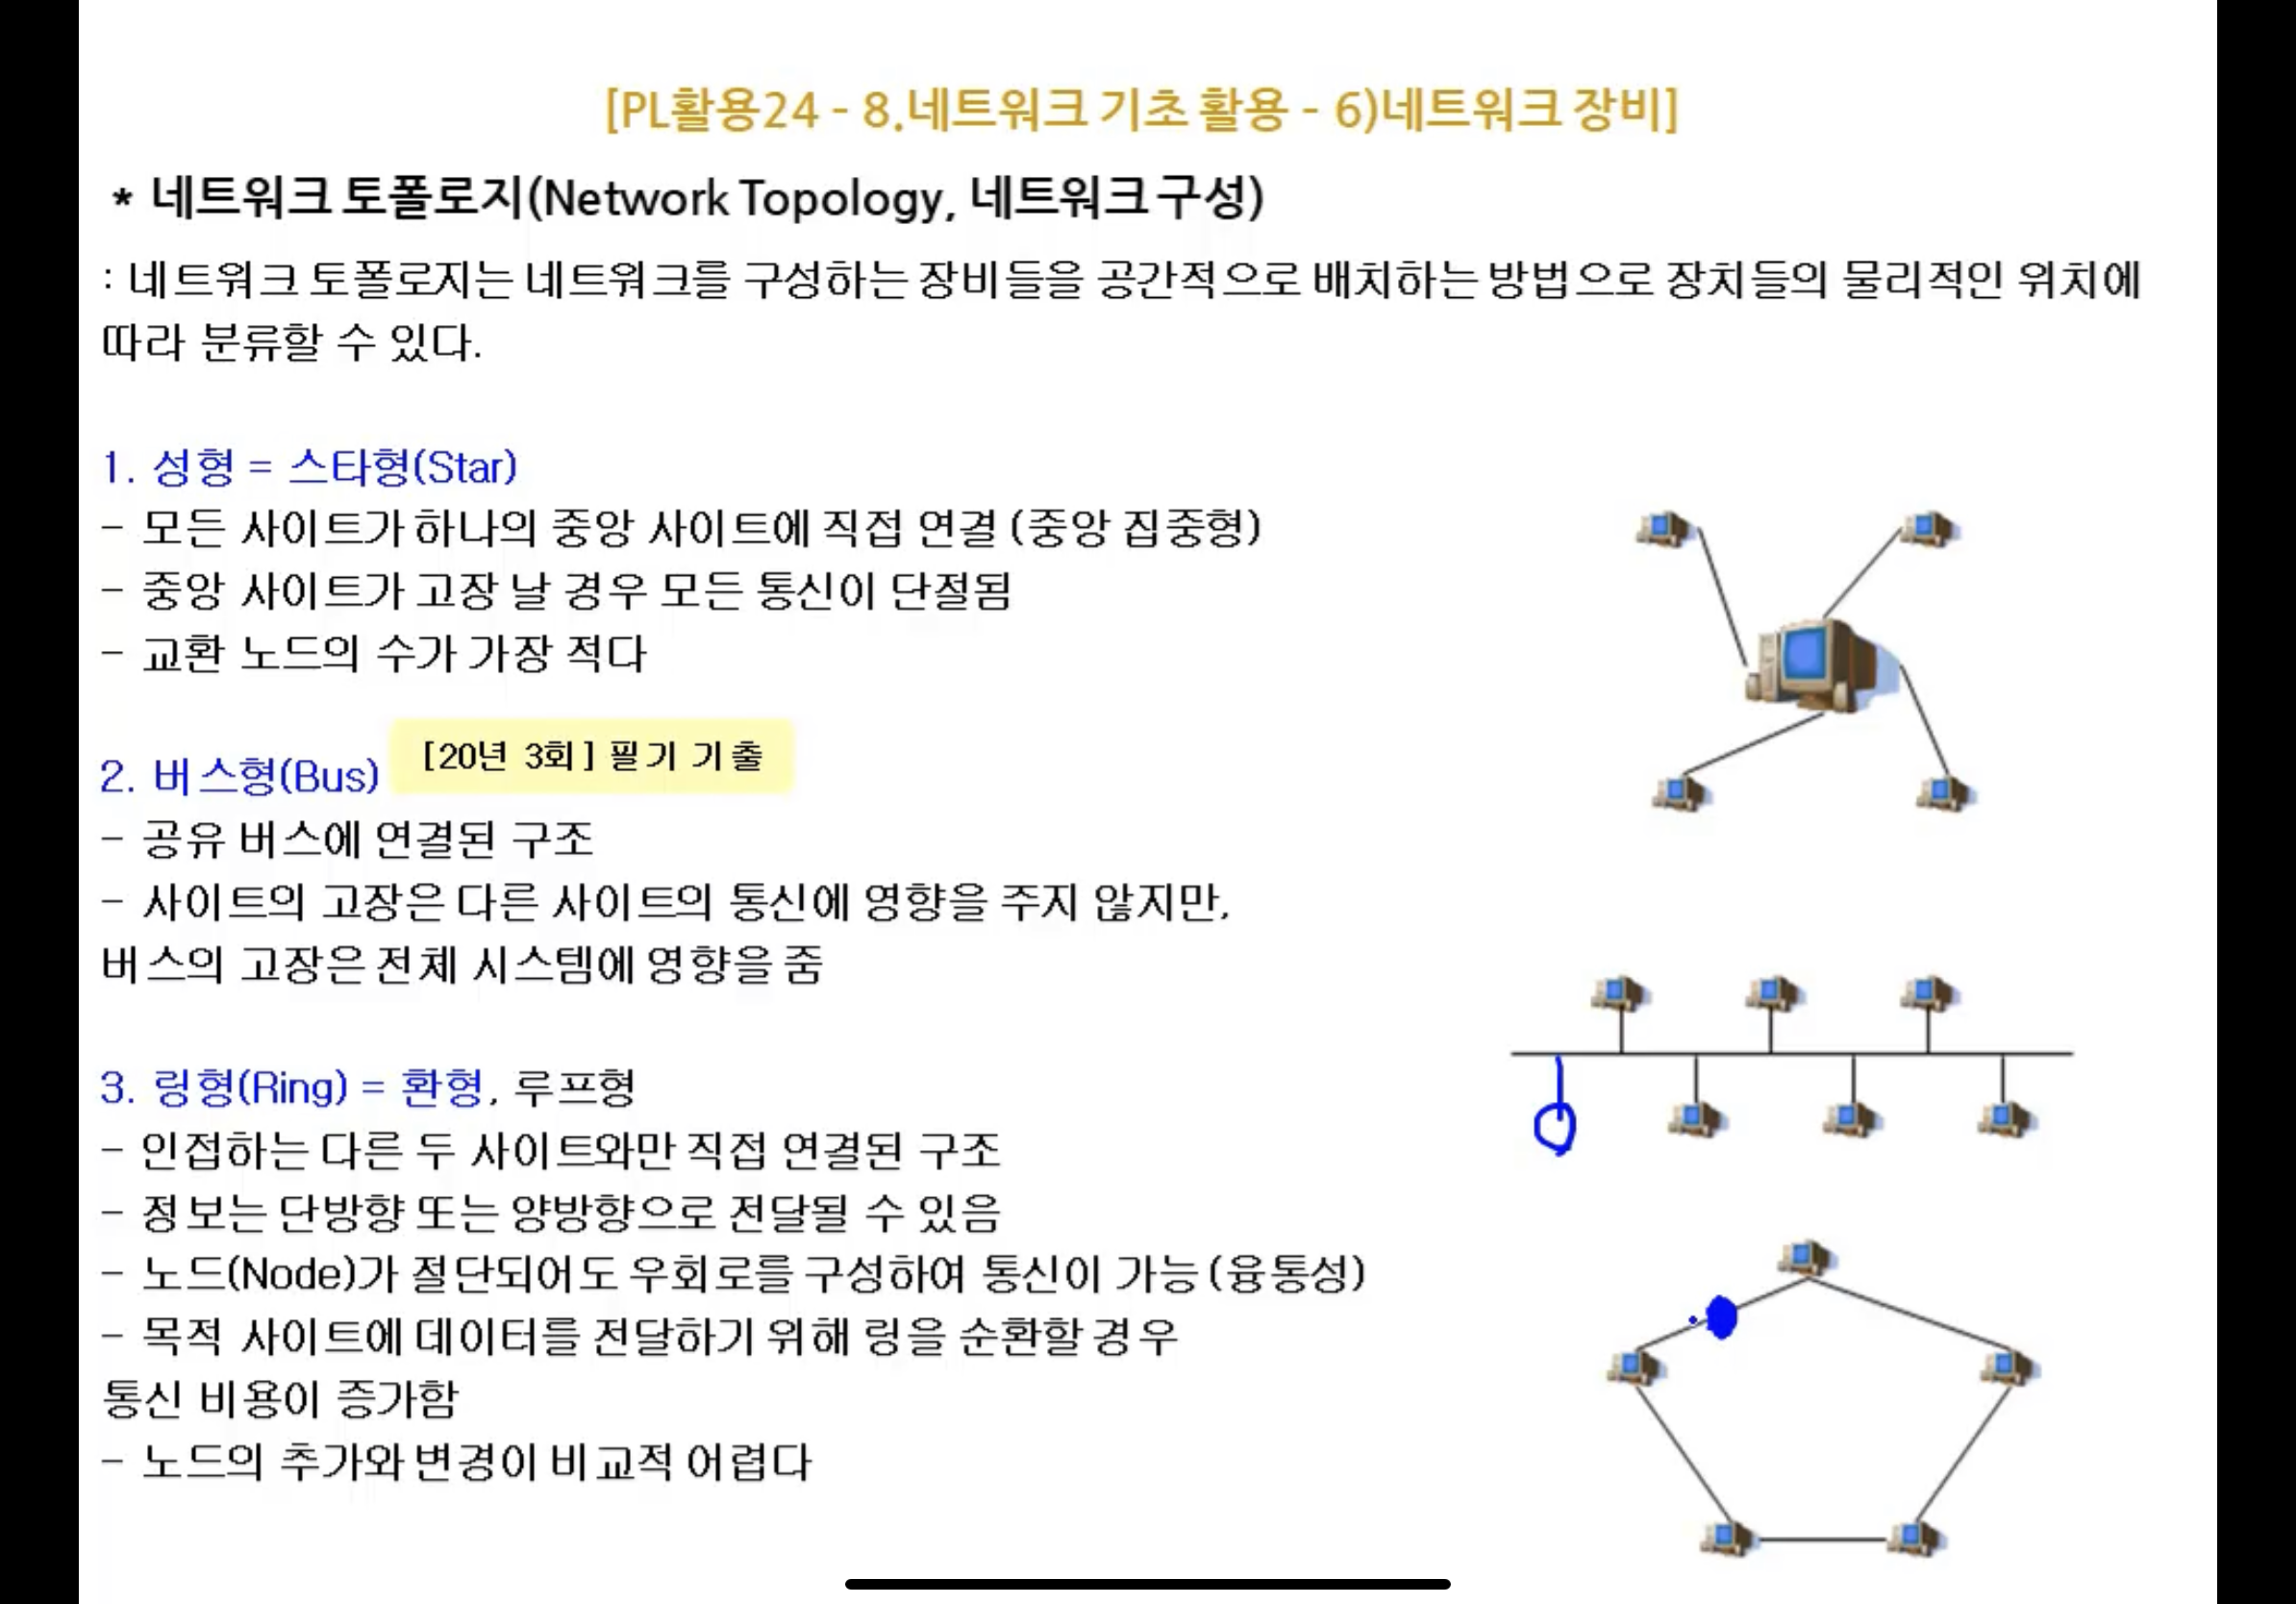 [PL활용24 - 8.네트워크 기초 활용 - 6)네트워크 장비]
* 네트워크 토폴로지(Network Topology, 네트워크 구성)
: 네트워크 토폴로지는 네트워크를 구성하는 장비들을 공간적으로 배치하는 방법으로 장치들의 물리적인 위치에
따라 분류할 수 있다.
1. 성형 = 스타형(Star)
- 모든 사이트가 하나의 중앙 사이트에 직접 연결 (중앙 집중형)
- 중앙 사이트가 고장 날 경우 모든 통신이 단절됨
- 교환 노드의 수가 가장 적다
2. 버스형(Bus) [20년 3회] 필기 기출
- 공유 버스에 연결된 구조
- 사이트의 고장은 다른 사이트의 통신에 영향을 주지 않지만,
버스의 고장은 전체 시스템에 영향을 줌
3. 링형(Ring) = 환형, 루프형
- 인접하는 다른 두 사이트와만 직접 연결된 구조
- 정보는 단방향 또는 양방향으로 전달될 수 있음
- 노드(Node)가 절단되어도 우회로를 구성하여 통신이 가능 (융통성)
- 목적 사이트에 데이터를 전달하기 위해 링을 순환할 경우
통신 비용이 증가함
- 노드의 추가와 변경이 비교적 어렵다